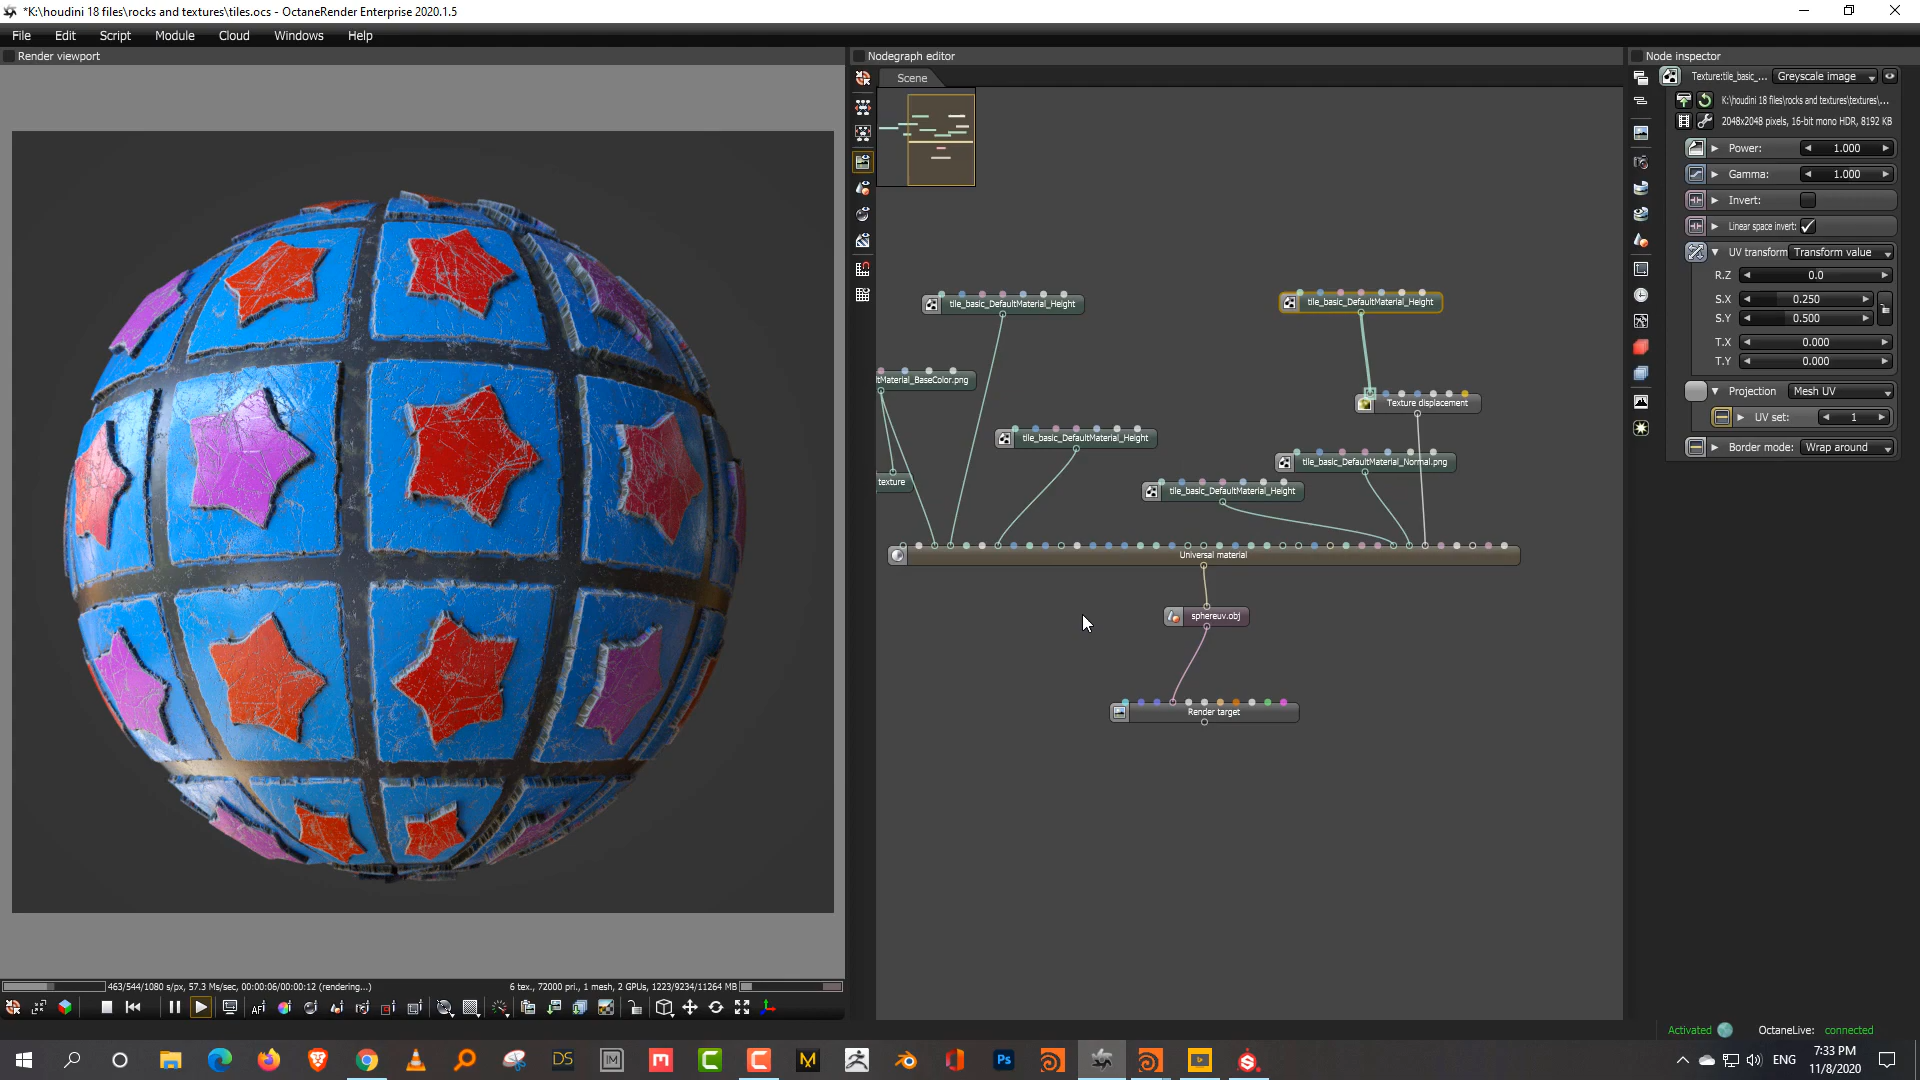 *K:\houdini 18 files\rocks and textures\tiles.ocs - OctaneRender Enterprise 2020.1.5
File Edit Script Module Cloud Windows Help
Render viewport
Nodegraph editor
Node inspector
Scene
Texture:tile_basic_... Greyscale image
K:\houdini 18 files\rocks and textures\textures\...
2048x2048 pixels, 16-bit mono HDR, 8192 KB
Power: 1.000
Gamma: 1.000
Invert:
Linear space invert:
UV transform Transform value
R.Z 0.0
S.X 0.250
S.Y 0.500
T.X 0.000
T.Y 0.000
Projection Mesh UV
UV set: 1
Border mode: Wrap around
tile_basic_DefaultMaterial_Height
tile_basic_DefaultMaterial_Height
ltMaterial_BaseColor.png
Texture displacement
tile_basic_DefaultMaterial_Height
tile_basic_DefaultMaterial_Normal.png
texture
tile_basic_DefaultMaterial_Height
Universal material
sphereuv.obj
Render target
463/544/1080 s/px, 57.3 Ms/sec, 00:00:06/00:00:12 (rendering...)
6 tex., 72000 pri., 1 mesh, 2 GPUs, 1223/9234/11264 MB
AF
Activated OctaneLive: connected
DS
IM
Ps
ENG
7:33 PM
11/8/2020